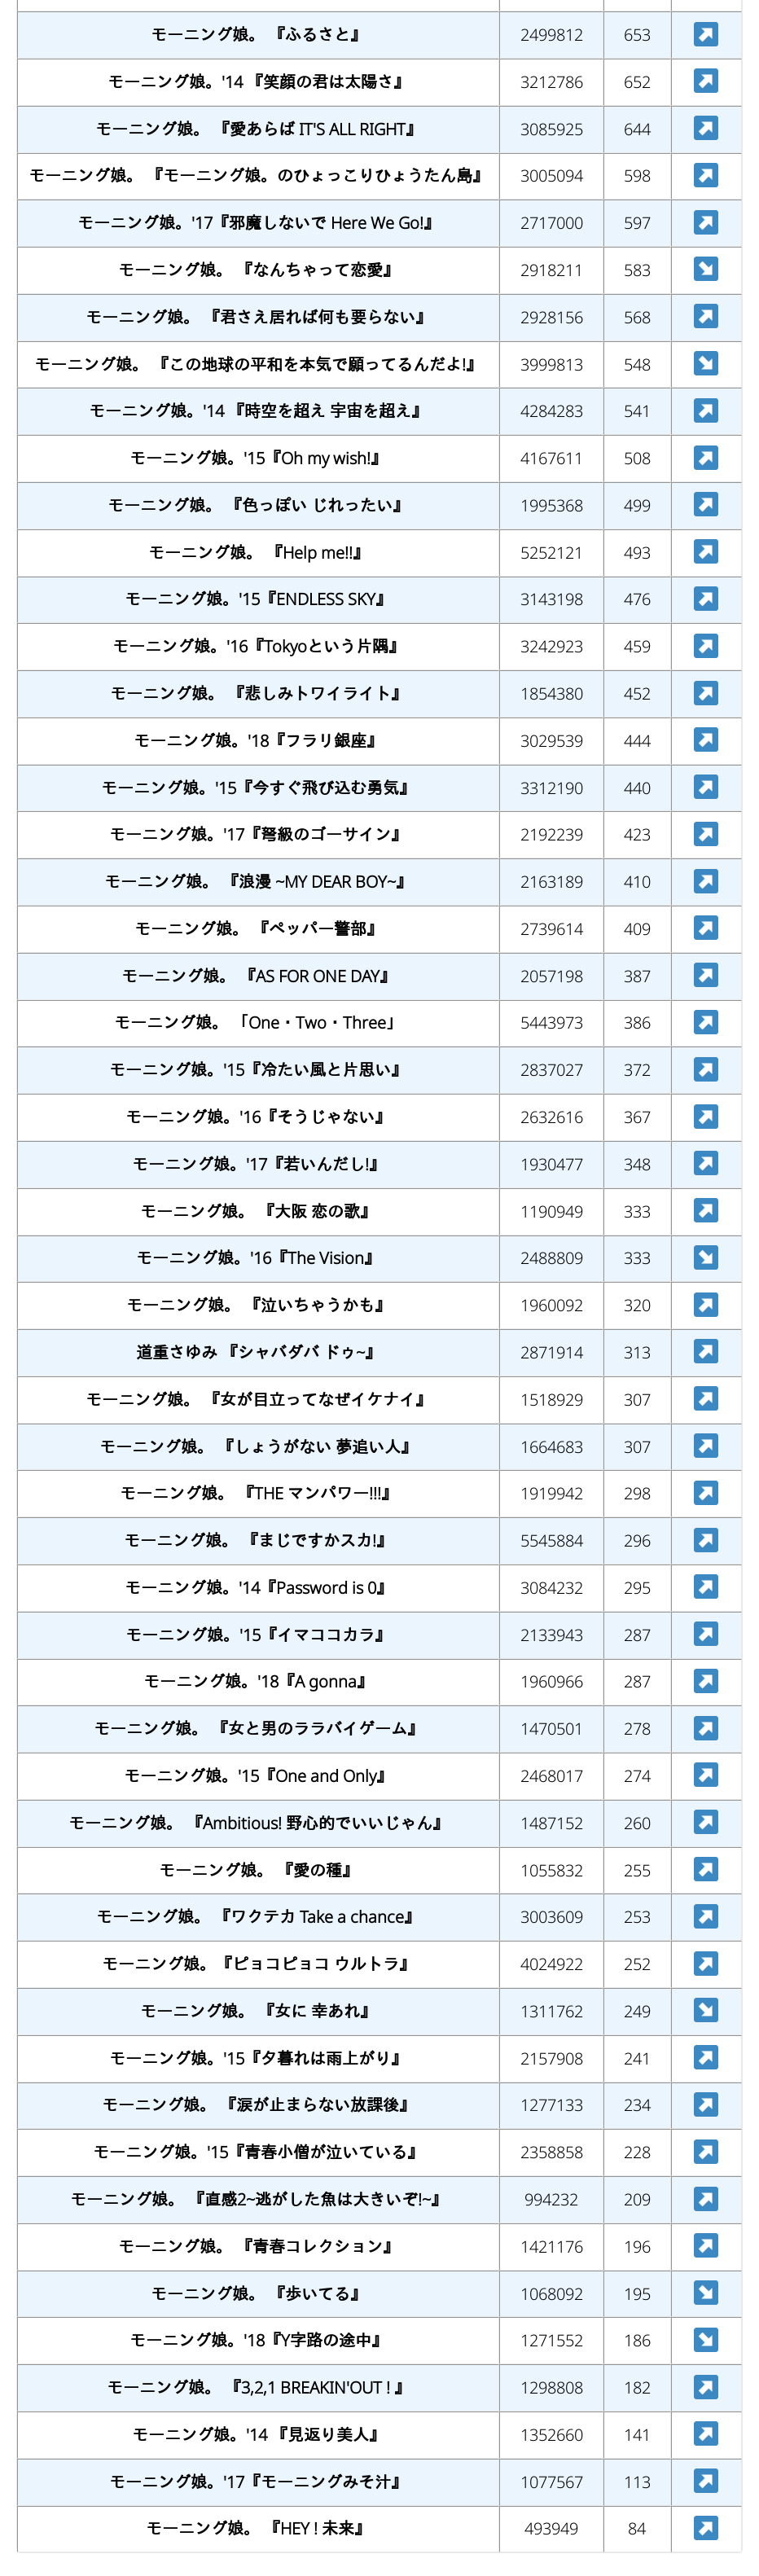 モーニング娘。 『ふるさと』 2499812 653
モーニング娘。'14 『笑顔の君は太陽さ』 3212786 652
モーニング娘。 『愛あらば IT'S ALL RIGHT』 3085925 644
モーニング娘。 『モーニング娘。のひょっこりひょうたん島』 3005094 598
モーニング娘。'17『邪魔しないで Here We Go!』 2717000 597
モーニング娘。 『なんちゃって恋愛』 2918211 583
モーニング娘。 『君さえ居れば何も要らない』 2928156 568
モーニング娘。 『この地球の平和を本気で願ってるんだよ!』 3999813 548
モーニング娘。'14 『時空を超え 宇宙を超え』 4284283 541
モーニング娘。'15『Oh my wish!』 4167611 508
モーニング娘。 『色っぽい じれったい』 1995368 499
モーニング娘。 『Help me!!』 5252121 493
モーニング娘。'15『ENDLESS SKY』 3143198 476
モーニング娘。'16『Tokyoという片隅』 3242923 459
モーニング娘。 『悲しみトワイライト』 1854380 452
モーニング娘。'18『フラリ銀座』 3029539 444
モーニング娘。'15『今すぐ飛び込む勇気』 3312190 440
モーニング娘。'17『弩級のゴーサイン』 2192239 423
モーニング娘。 『浪漫 ~MY DEAR BOY~』 2163189 410
モーニング娘。 『ペッパー警部』 2739614 409
モーニング娘。 『AS FOR ONE DAY』 2057198 387
モーニング娘。 「One・Two・Three」 5443973 386
モーニング娘。'15『冷たい風と片思い』 2837027 372
モーニング娘。'16『そうじゃない』 2632616 367
モーニング娘。'17『若いんだし!』 1930477 348
モーニング娘。 『大阪 恋の歌』 1190949 333
モーニング娘。'16『The Vision』 2488809 333
モーニング娘。 『泣いちゃうかも』 1960092 320
道重さゆみ 『シャバダバ ドゥ~』 2871914 313
モーニング娘。 『女が目立ってなぜイケナイ』 1518929 307
モーニング娘。 『しょうがない 夢追い人』 1664683 307
モーニング娘。 『THE マンパワー!!!』 1919942 298
モーニング娘。 『まじですかスカ!』 5545884 296
モーニング娘。'14『Password is 0』 3084232 295
モーニング娘。'15『イマココカラ』 2133943 287
モーニング娘。'18『A gonna』 1960966 287
モーニング娘。 『女と男のララバイゲーム』 1470501 278
モーニング娘。'15『One and Only』 2468017 274
モーニング娘。 『Ambitious! 野心的でいいじゃん』 1487152 260
モーニング娘。 『愛の種』 1055832 255
モーニング娘。 『ワクテカ Take a chance』 3003609 253
モーニング娘。『ピョコピョコ ウルトラ』 4024922 252
モーニング娘。 『女に 幸あれ』 1311762 249
モーニング娘。'15『夕暮れは雨上がり』 2157908 241
モーニング娘。 『涙が止まらない放課後』 1277133 234
モーニング娘。'15『青春小僧が泣いている』 2358858 228
モーニング娘。 『直感2~逃がした魚は大きいぞ!~』 994232 209
モーニング娘。 『青春コレクション』 1421176 196
モーニング娘。 『歩いてる』 1068092 195
モーニング娘。'18『Y字路の途中』 1271552 186
モーニング娘。 『3,2,1 BREAKIN'OUT ! 』 1298808 182
モーニング娘。'14 『見返り美人』 1352660 141
モーニング娘。'17『モーニングみそ汁』 1077567 113
モーニング娘。 『HEY ! 未来』 493949 84